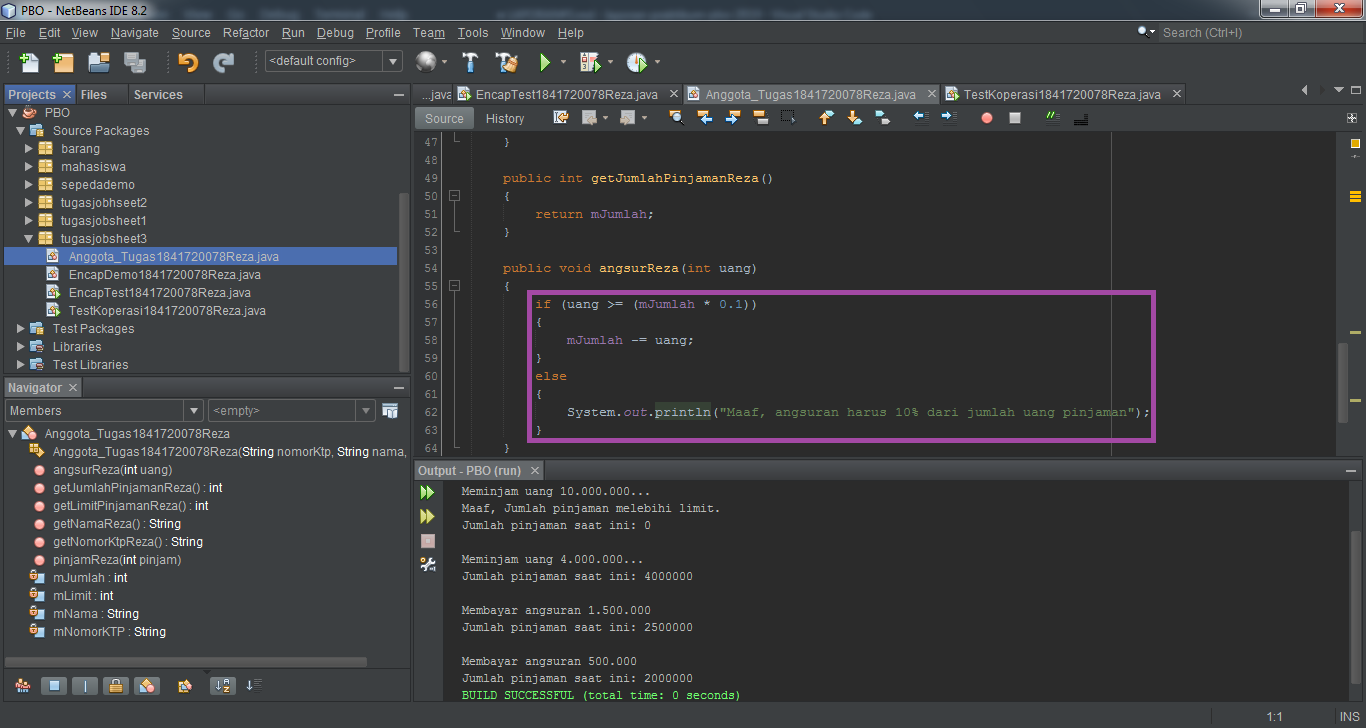 PBO - NetBeans IDE 8.2
File Edit View Navigate Source Refactor Run Debug Profile Team Tools Window Help
Search (Ctrl+I)
<default config>
Projects Files Services
PBO
Source Packages
barang
mahasiswa
sepedademo
tugasjobhseet2
tugasjobsheet1
tugasjobsheet3
Anggota_Tugas1841720078Reza.java
EncapDemo1841720078Reza.java
EncapTest1841720078Reza.java
TestKoperasi1841720078Reza.java
Test Packages
Libraries
Test Libraries
Navigator
Members <empty>
Anggota_Tugas1841720078Reza
Anggota_Tugas1841720078Reza(String nomorKtp, String nama,
angsurReza(int uang)
getJumlahPinjamanReza() : int
getLimitPinjamanReza() : int
getNamaReza() : String
getNomorKtpReza() : String
pinjamReza(int pinjam)
mJumlah : int
mLimit : int
mNama : String
mNomorKTP : String
...java EncapTest1841720078Reza.java Anggota_Tugas1841720078Reza.java TestKoperasi1841720078Reza.java
Source History
47 }
48
49 public int getJumlahPinjamanReza()
50 {
51 return mJumlah;
52 }
53
54 public void angsurReza(int uang)
55 {
56 if (uang >= (mJumlah * 0.1))
57 {
58 mJumlah -= uang;
59 }
60 else
61 {
62 System.out.println("Maaf, angsuran harus 10% dari jumlah uang pinjaman");
63 }
64 }
Output - PBO (run)
Meminjam uang 10.000.000...
Maaf, Jumlah pinjaman melebihi limit.
Jumlah pinjaman saat ini: 0
Meminjam uang 4.000.000...
Jumlah pinjaman saat ini: 4000000
Membayar angsuran 1.500.000
Jumlah pinjaman saat ini: 2500000
Membayar angsuran 500.000
Jumlah pinjaman saat ini: 2000000
BUILD SUCCESSFUL (total time: 0 seconds)
1:1 INS